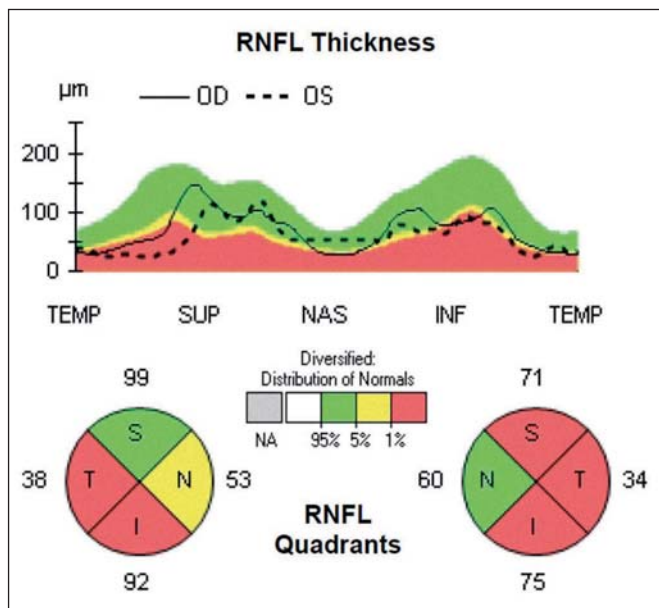 RNFL Thickness
µm
OD
OS
200
100
0
TEMP SUP NAS INF TEMP
Diversified:
Distribution of Normals
NA 95% 5% 1%
99
S
T
N
I
38
53
92
RNFL
Quadrants
71
S
N
T
I
60
34
75